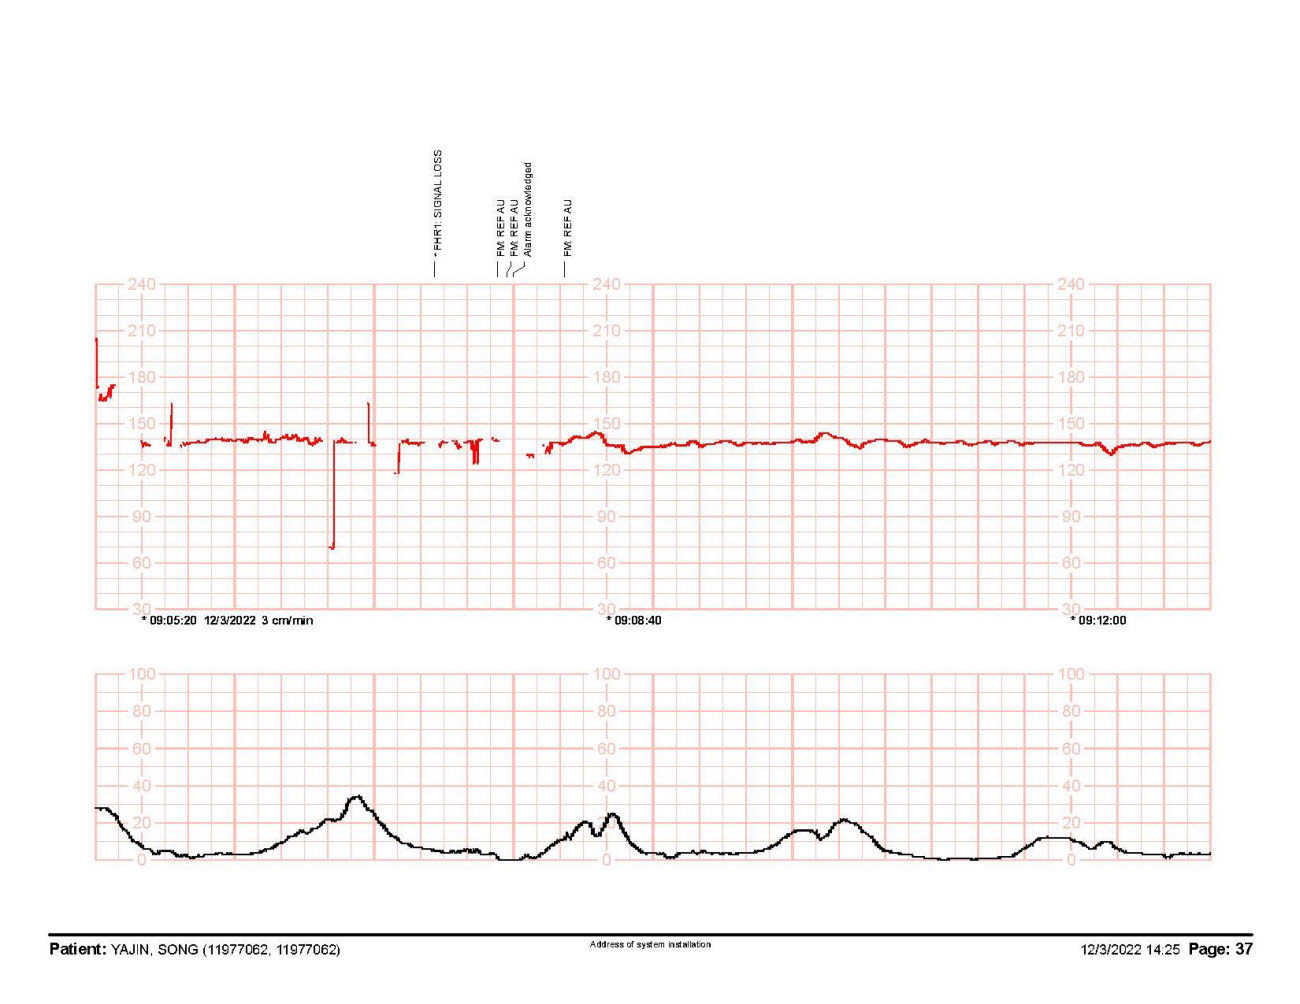 * FHR1: SIGNAL LOSS
FM: REF AU
FM: REF AU
Alarm acknowledged
FM: REF AU
240 240 240
210 210 210
180 180 180
150 150 150
120 120 120
90 90 90
60 60 60
30 30 30
* 09:05:20 12/3/2022 3 cm/min * 09:08:40 * 09:12:00
100 100 100
80 80 80
60 60 60
40 40 40
20 20 20
0 0 0
Patient: YAJIN, SONG (11977062, 11977062) Address of system installation 12/3/2022 14:25 Page: 37